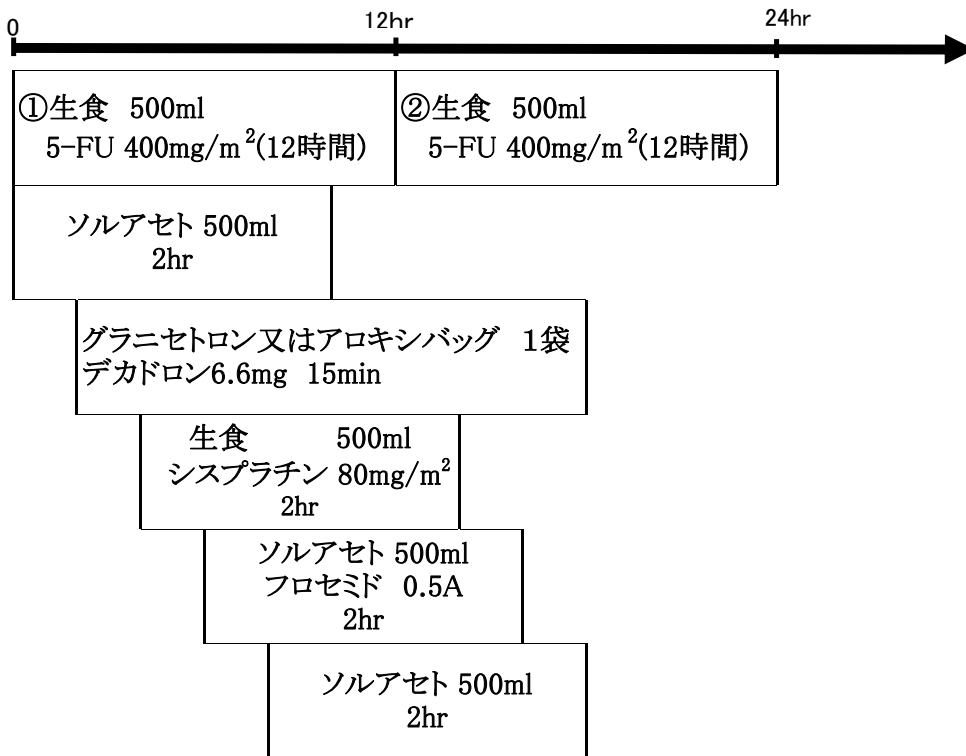 0 12hr 24hr
①生食 500ml
5-FU 400mg/m²(12時間)
②生食 500ml
5-FU 400mg/m²(12時間)
ソルアセト 500ml
2hr
グラニセトロン又はアロキシバッグ 1袋
デカドロン6.6mg 15min
生食 500ml
シスプラチン 80mg/m²
2hr
ソルアセト 500ml
フロセミド 0.5A
2hr
ソルアセト 500ml
2hr